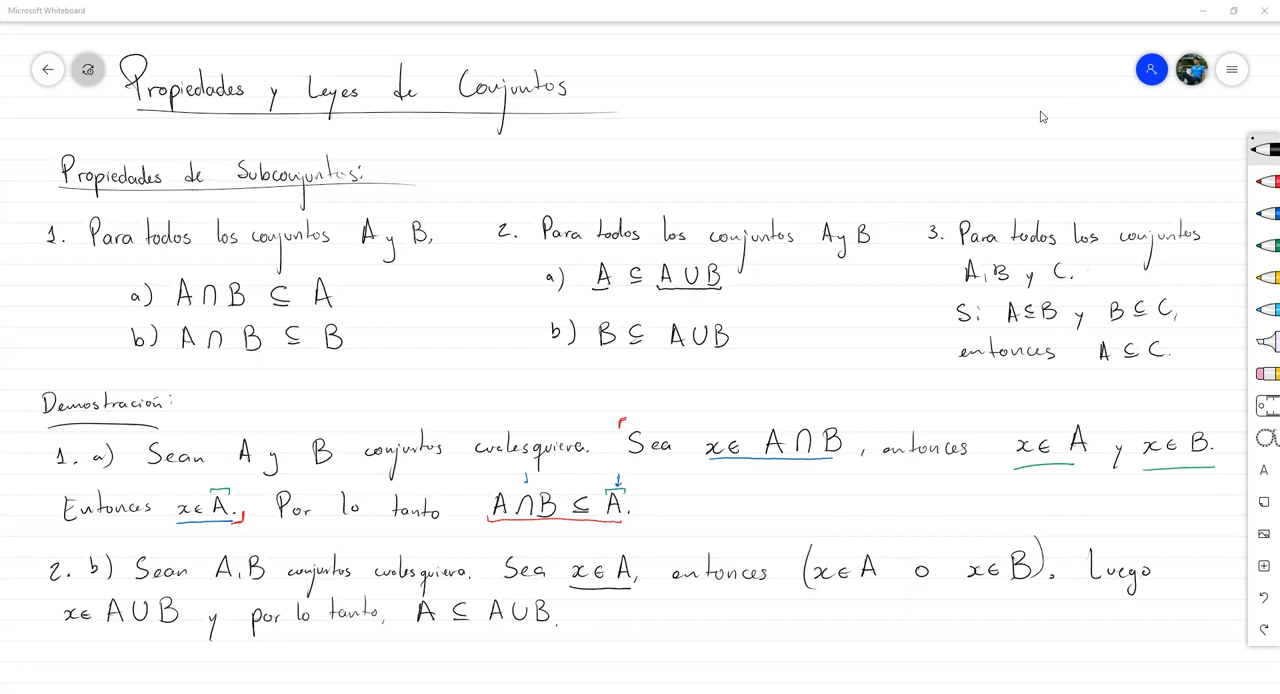 Microsoft Whiteboard
Propiedades y Leyes de Conjuntos
Propiedades de Subconjuntos:
1. Para todos los conjuntos A y B,
a) A ∩ B ⊆ A
b) A ∩ B ⊆ B
2. Para todos los conjuntos A y B
a) A ⊆ A ∪ B
b) B ⊆ A ∪ B
3. Para todos los conjuntos
A, B y C.
Si A ⊆ B y B ⊆ C,
entonces A ⊆ C.
Demostración:
1. a) Sean A y B conjuntos cualesquiera. Sea x ∈ A ∩ B, entonces x ∈ A y x ∈ B.
Entonces x ∈ A. Por lo tanto A ∩ B ⊆ A.
2. b) Sean A, B conjuntos cualesquiera. Sea x ∈ A, entonces (x ∈ A o x ∈ B). Luego
x ∈ A ∪ B y por lo tanto, A ⊆ A ∪ B.
A